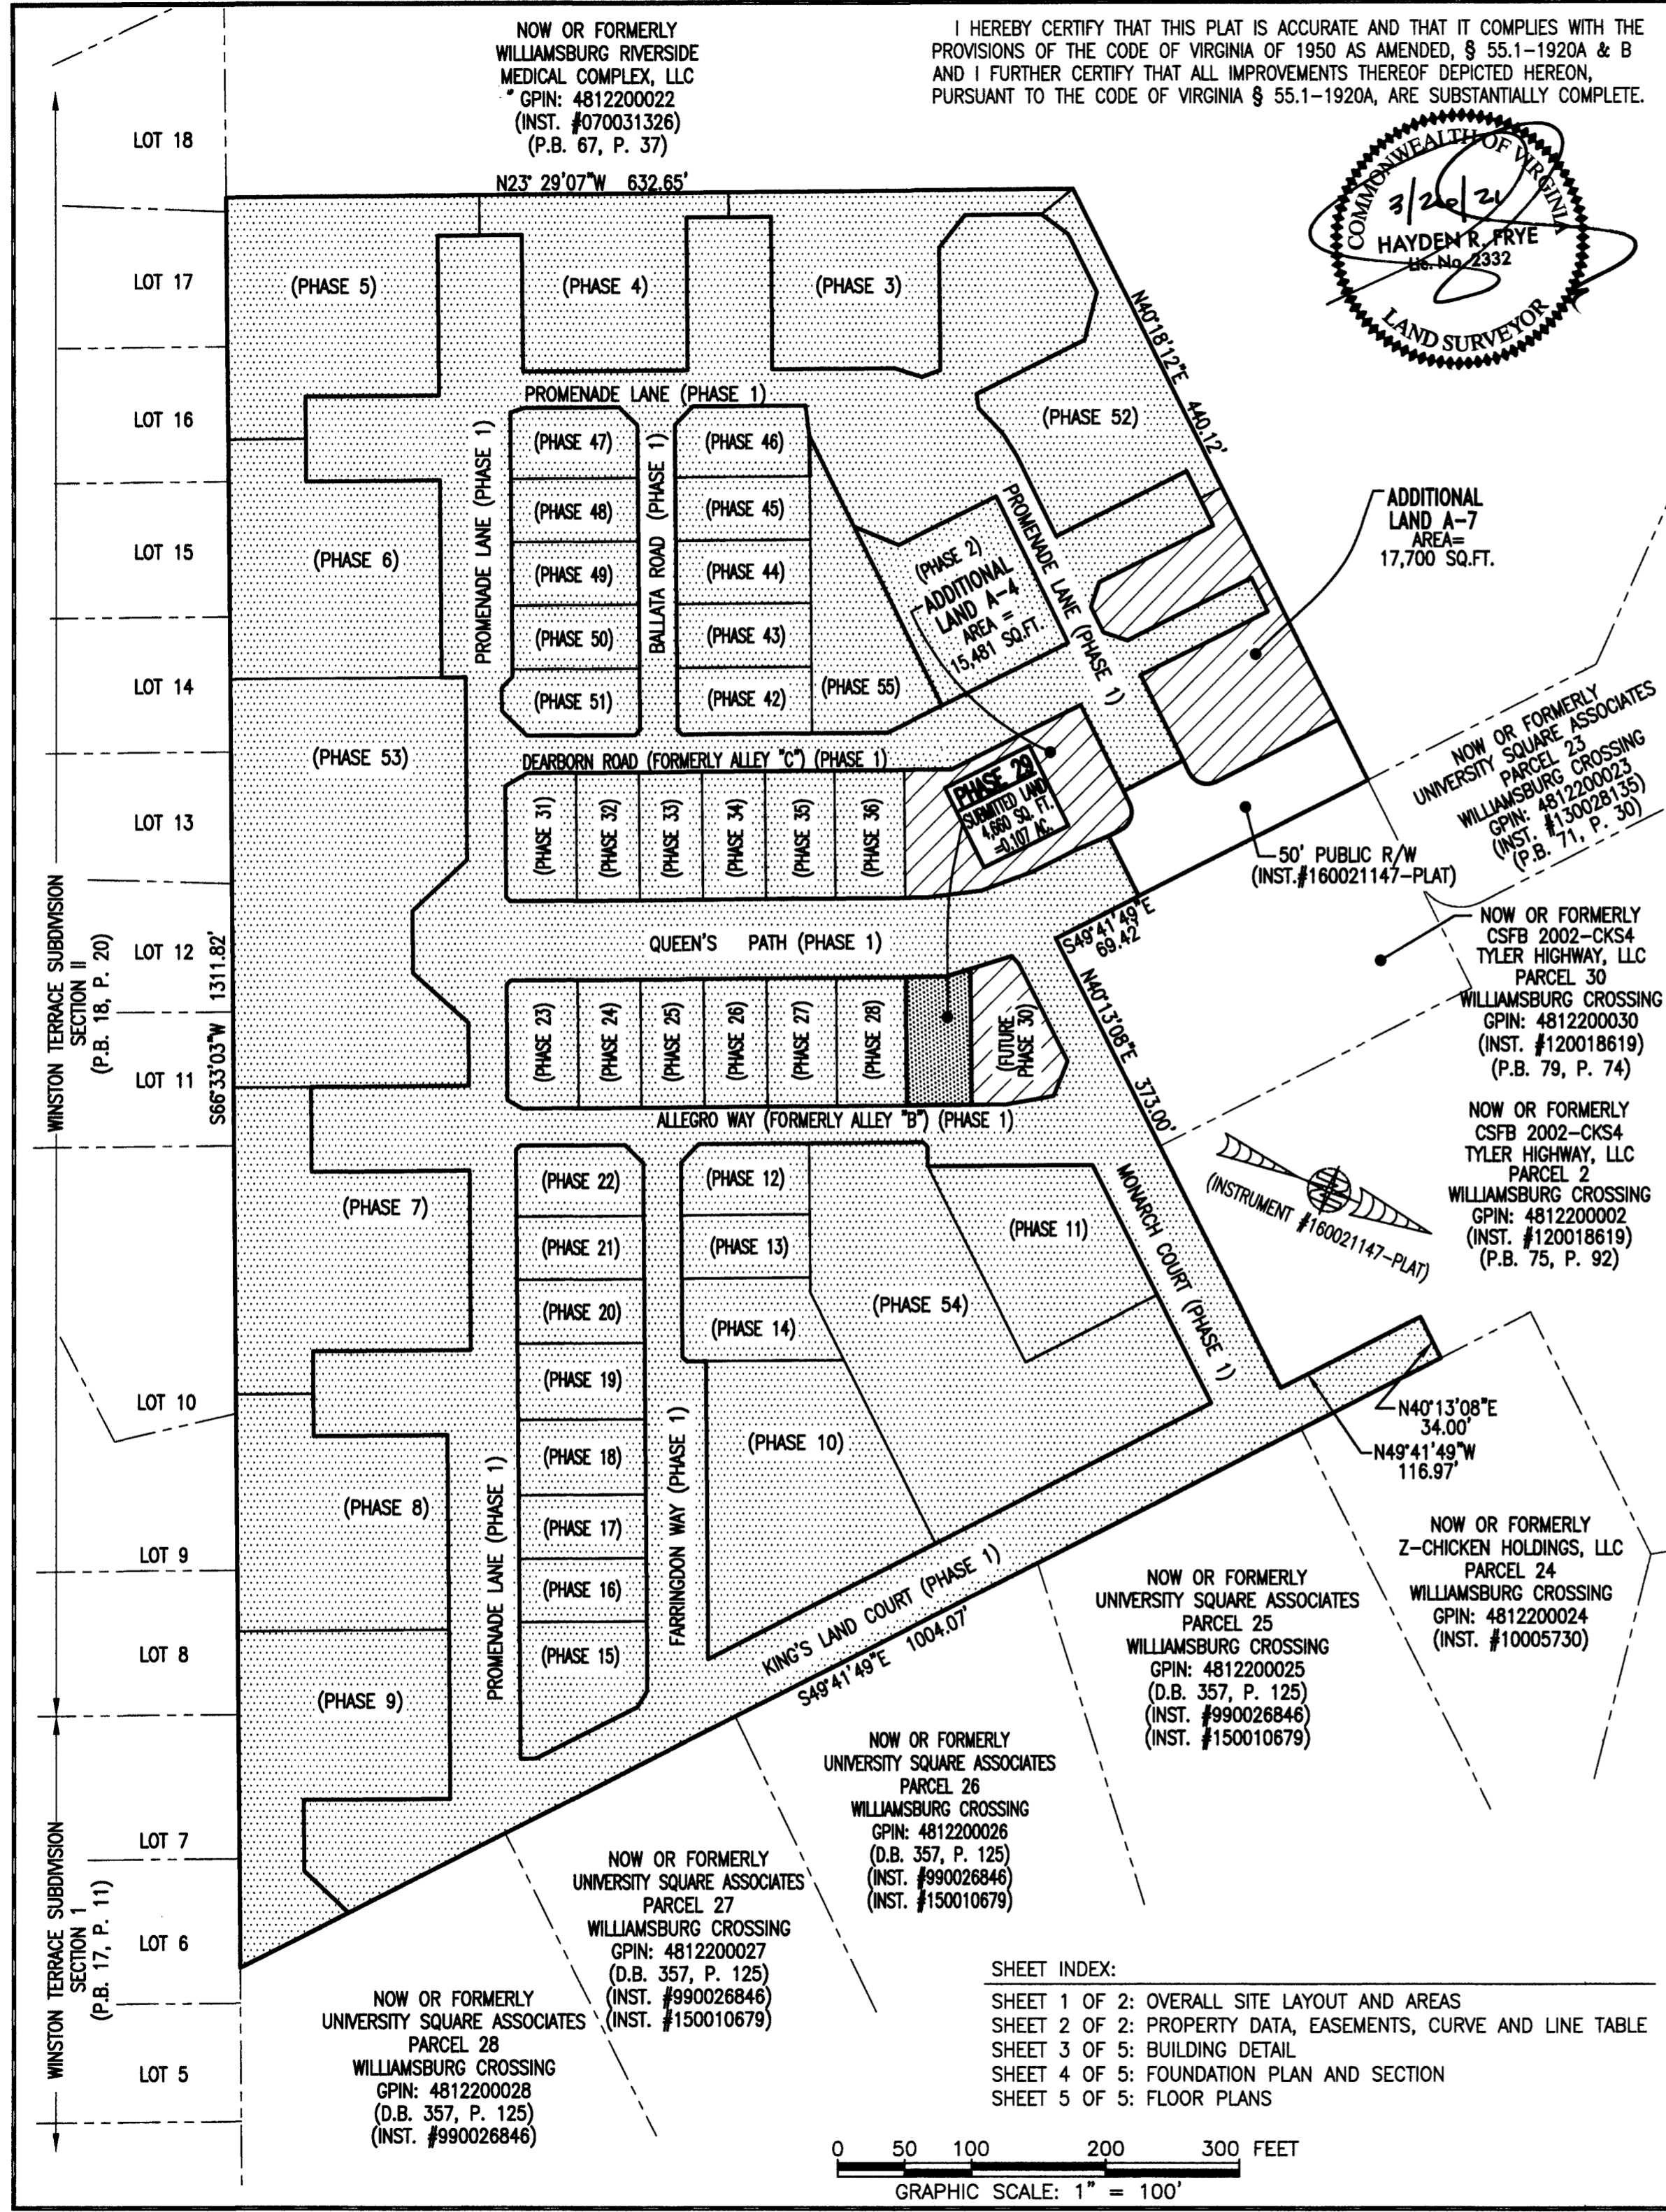 NOW OR FORMERLY
WILLIAMSBURG RIVERSIDE
MEDICAL COMPLEX, LLC
GPIN: 4812200022
(INST. #070031326)
(P.B. 67, P. 37)
N23° 29'07"W 632.65'
I HEREBY CERTIFY THAT THIS PLAT IS ACCURATE AND THAT IT COMPLIES WITH THE
PROVISIONS OF THE CODE OF VIRGINIA OF 1950 AS AMENDED, § 55.1-1920A & B
AND I FURTHER CERTIFY THAT ALL IMPROVEMENTS THEREOF DEPICTED HEREON,
PURSUANT TO THE CODE OF VIRGINIA § 55.1-1920A, ARE SUBSTANTIALLY COMPLETE.
COMMONWEALTH OF VIRGINIA
3/26/21
HAYDEN R. FRYE
Lic. No. 2332
LAND SURVEYOR
LOT 18
LOT 17
LOT 16
LOT 15
LOT 14
LOT 13
LOT 12
LOT 11
LOT 10
LOT 9
LOT 8
LOT 7
LOT 6
LOT 5
WINSTON TERRACE SUBDIVISION
SECTION II
(P.B. 18, P. 20)
WINSTON TERRACE SUBDIVISION
SECTION 1
(P.B. 17, P. 11)
S66°33'03"W 1311.82'
(PHASE 5)
(PHASE 4)
(PHASE 3)
N40°18'12"E 440.12'
(PHASE 52)
PROMENADE LANE (PHASE 1)
PROMENADE LANE (PHASE 1)
BALLATA ROAD (PHASE 1)
PROMENADE LANE (PHASE 1)
(PHASE 47)
(PHASE 48)
(PHASE 49)
(PHASE 50)
(PHASE 51)
(PHASE 46)
(PHASE 45)
(PHASE 44)
(PHASE 43)
(PHASE 42)
(PHASE 55)
(PHASE 6)
(PHASE 53)
(PHASE 2)
ADDITIONAL
LAND A-4
AREA =
15,481 SQ.FT.
ADDITIONAL
LAND A-7
AREA=
17,700 SQ.FT.
DEARBORN ROAD (FORMERLY ALLEY "C") (PHASE 1)
(PHASE 31)
(PHASE 32)
(PHASE 33)
(PHASE 34)
(PHASE 35)
(PHASE 36)
PHASE 29
SUBMITTED LAND
4,660 SQ. FT.
=0.107 AC.
50' PUBLIC R/W
(INST.#160021147-PLAT)
NOW OR FORMERLY
UNIVERSITY SQUARE ASSOCIATES
PARCEL 23
WILLIAMSBURG CROSSING
GPIN: 4812200023
(INST. #130028135)
(P.B. 71, P. 30)
QUEEN'S PATH (PHASE 1)
S49°41'49"E
69.42'
N40°13'08"E 373.00'
NOW OR FORMERLY
CSFB 2002-CKS4
TYLER HIGHWAY, LLC
PARCEL 30
WILLIAMSBURG CROSSING
GPIN: 4812200030
(INST. #120018619)
(P.B. 79, P. 74)
(PHASE 23)
(PHASE 24)
(PHASE 25)
(PHASE 26)
(PHASE 27)
(PHASE 28)
(FUTURE
PHASE 30)
ALLEGRO WAY (FORMERLY ALLEY "B") (PHASE 1)
NOW OR FORMERLY
CSFB 2002-CKS4
TYLER HIGHWAY, LLC
PARCEL 2
WILLIAMSBURG CROSSING
GPIN: 4812200002
(INST. #120018619)
(P.B. 75, P. 92)
(INSTRUMENT #160021147-PLAT)
MONARCH COURT (PHASE 1)
(PHASE 7)
(PHASE 8)
(PHASE 9)
(PHASE 22)
(PHASE 21)
(PHASE 20)
(PHASE 19)
(PHASE 18)
(PHASE 17)
(PHASE 16)
(PHASE 15)
(PHASE 12)
(PHASE 13)
(PHASE 14)
(PHASE 11)
(PHASE 54)
(PHASE 10)
PROMENADE LANE (PHASE 1)
FARRINGDON WAY (PHASE 1)
KING'S LAND COURT (PHASE 1)
S49°41'49"E 1004.07'
N40°13'08"E
34.00'
N49°41'49"W
116.97'
NOW OR FORMERLY
Z-CHICKEN HOLDINGS, LLC
PARCEL 24
WILLIAMSBURG CROSSING
GPIN: 4812200024
(INST. #10005730)
NOW OR FORMERLY
UNIVERSITY SQUARE ASSOCIATES
PARCEL 25
WILLIAMSBURG CROSSING
GPIN: 4812200025
(D.B. 357, P. 125)
(INST. #990026846)
(INST. #150010679)
NOW OR FORMERLY
UNIVERSITY SQUARE ASSOCIATES
PARCEL 26
WILLIAMSBURG CROSSING
GPIN: 4812200026
(D.B. 357, P. 125)
(INST. #990026846)
(INST. #150010679)
NOW OR FORMERLY
UNIVERSITY SQUARE ASSOCIATES
PARCEL 27
WILLIAMSBURG CROSSING
GPIN: 4812200027
(D.B. 357, P. 125)
(INST. #990026846)
(INST. #150010679)
NOW OR FORMERLY
UNIVERSITY SQUARE ASSOCIATES
PARCEL 28
WILLIAMSBURG CROSSING
GPIN: 4812200028
(D.B. 357, P. 125)
(INST. #990026846)
SHEET INDEX:
SHEET 1 OF 2: OVERALL SITE LAYOUT AND AREAS
SHEET 2 OF 2: PROPERTY DATA, EASEMENTS, CURVE AND LINE TABLE
SHEET 3 OF 5: BUILDING DETAIL
SHEET 4 OF 5: FOUNDATION PLAN AND SECTION
SHEET 5 OF 5: FLOOR PLANS
0 50 100 200 300 FEET
GRAPHIC SCALE: 1" = 100'